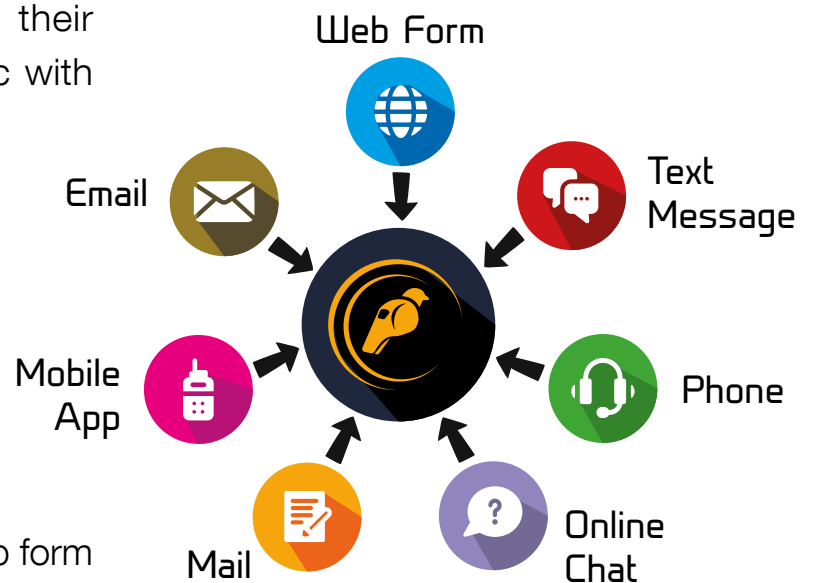 their
c with
Web Form
Text
Message
Email
Mobile
App
Phone
Online
Chat
Mail
o form